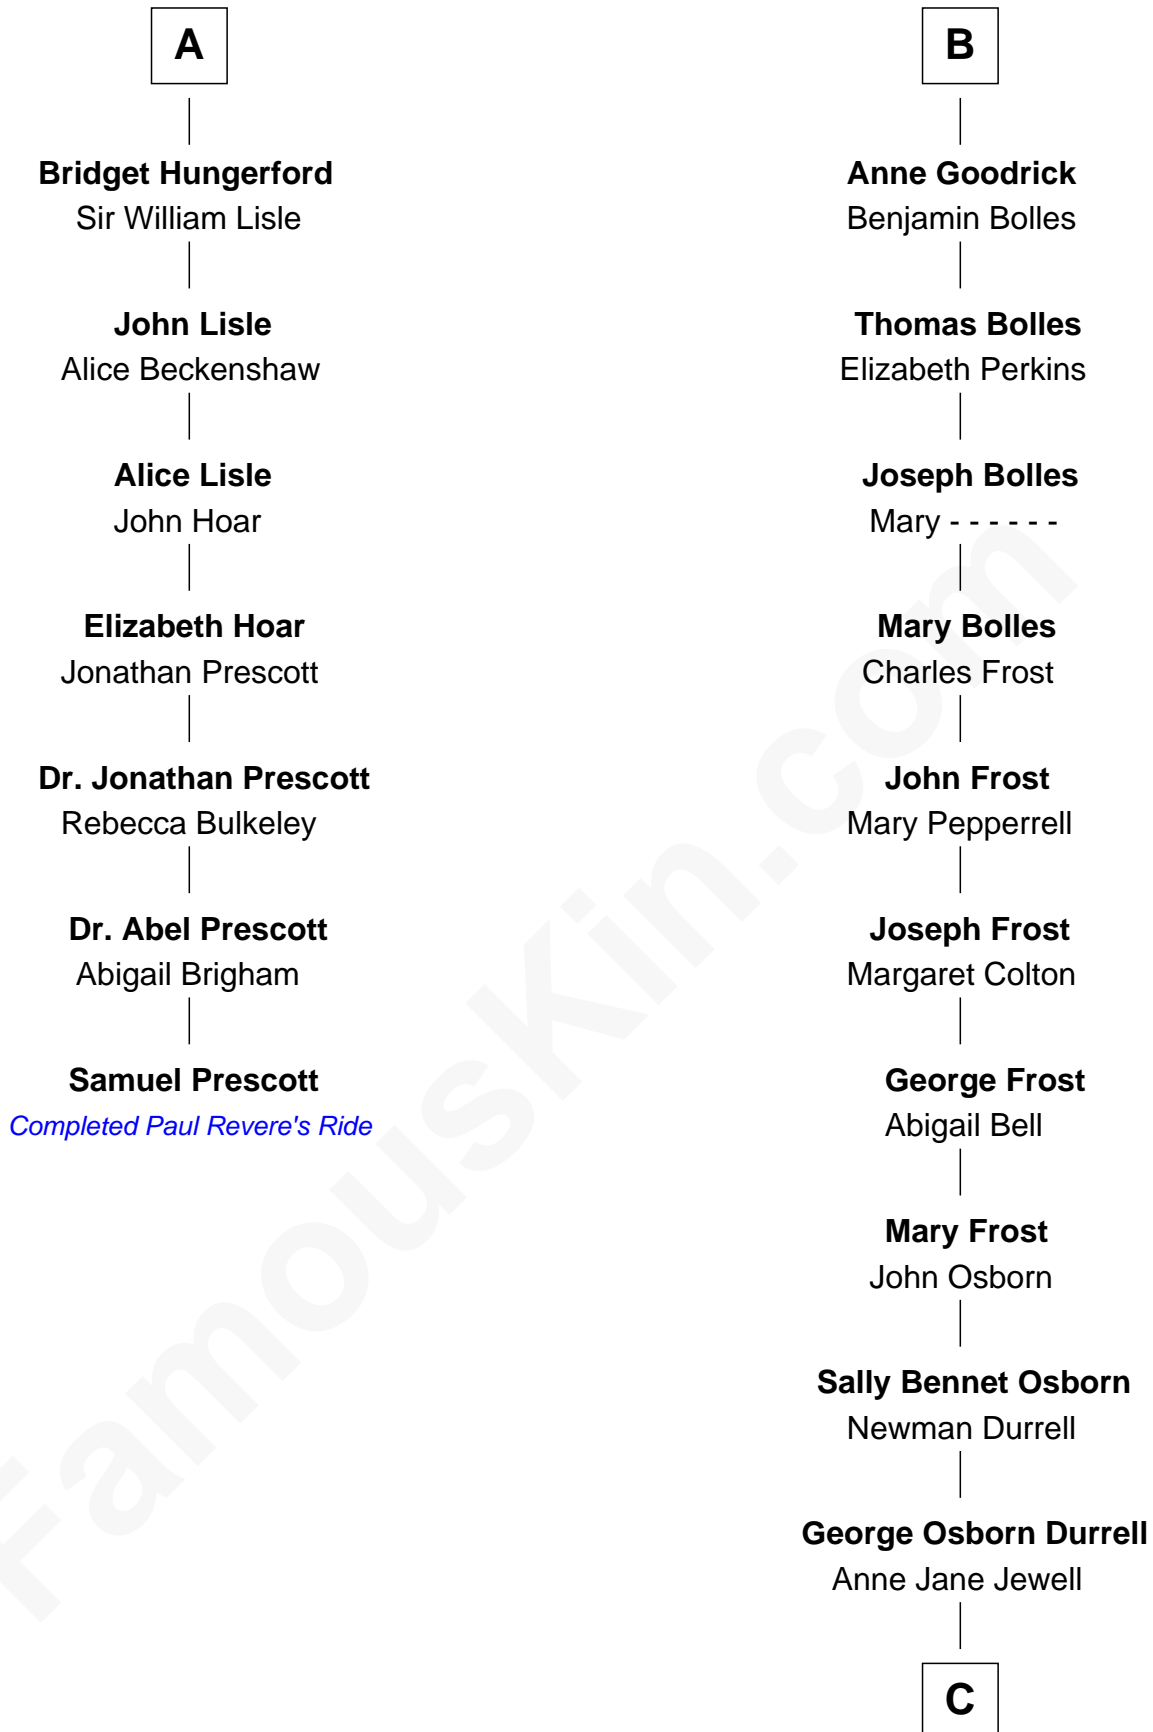 A
Bridget Hungerford
Sir William Lisle
John Lisle
Alice Beckenshaw
Alice Lisle
John Hoar
Elizabeth Hoar
Jonathan Prescott
Dr. Jonathan Prescott
Rebecca Bulkeley
Dr. Abel Prescott
Abigail Brigham
Samuel Prescott
Completed Paul Revere's Ride
B
Anne Goodrick
Benjamin Bolles
Thomas Bolles
Elizabeth Perkins
Joseph Bolles
Mary - - - - - -
Mary Bolles
Charles Frost
John Frost
Mary Pepperrell
Joseph Frost
Margaret Colton
George Frost
Abigail Bell
Mary Frost
John Osborn
Sally Bennet Osborn
Newman Durrell
George Osborn Durrell
Anne Jane Jewell
C
FamousKin.com